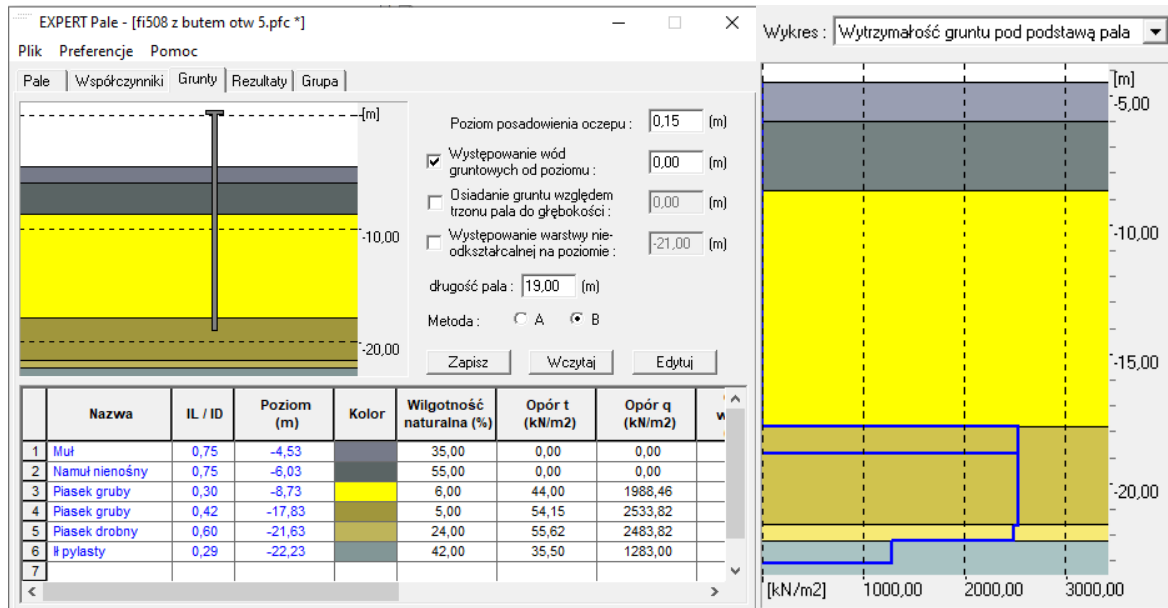 EXPERT Pale - [fi508 z butem otw 5.pfc *]
Plik Preferencje Pomoc
Pale Współczynniki Grunty Rezultaty Grupa
[m]
-10,00
-20,00
Poziom posadowienia oczepu : 0,15 (m)
Występowanie wód
gruntowych od poziomu : 0,00 (m)
Osiadanie gruntu względem
trzonu pala do głębokości : 0,00 (m)
Występowanie warstwy nie-
odkształcalnej na poziomie : -21,00 (m)
długość pala : 19,00 (m)
Metoda : A B
Zapisz Wczytaj Edytuj
Nazwa IL / ID Poziom (m) Kolor Wilgotność naturalna (%) Opór t (kN/m2) Opór q (kN/m2)
1 Muł 0,75 -4,53 35,00 0,00 0,00
2 Namuł nienośny 0,75 -6,03 55,00 0,00 0,00
3 Piasek gruby 0,30 -8,73 6,00 44,00 1988,46
4 Piasek gruby 0,42 -17,83 5,00 54,15 2533,82
5 Piasek drobny 0,60 -21,63 24,00 55,62 2483,82
6 Ił pylasty 0,29 -22,23 42,00 35,50 1283,00
7
Wykres : Wytrzymałość gruntu pod podstawą pala
[m]
-5,00
-10,00
-15,00
-20,00
[kN/m2] 1000,00 2000,00 3000,00